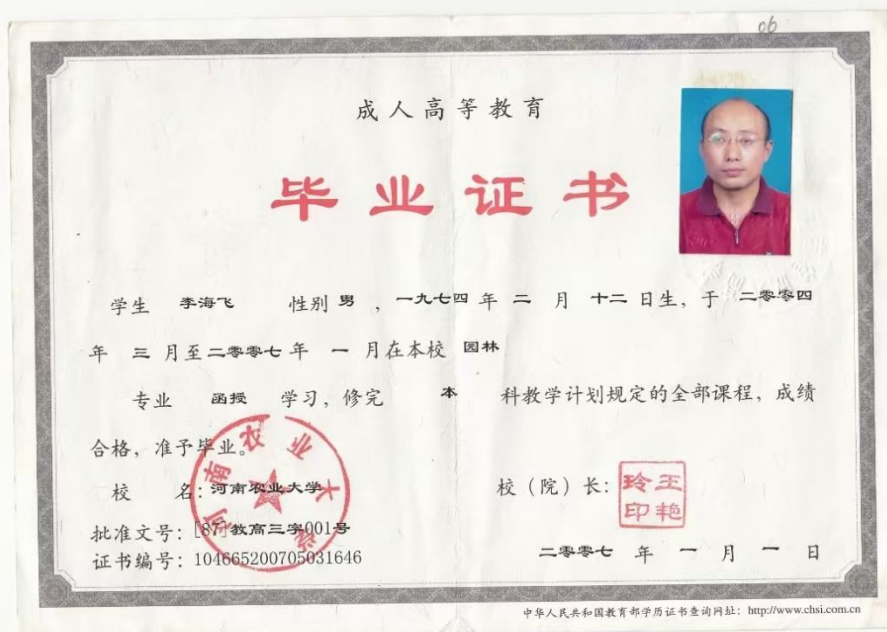 06
成人高等教育
毕业证书
学生 李海飞 性别 男 ，一九七四 年 二 月 十二 日生，于 二零零四
年 三 月至 二零零七 年 一 月在本校 园林
专业 函授 学习，修完 本 科教学计划规定的全部课程，成绩
合格，准予毕业。
校 名：河南农业大学
校（院）长：
王艳玲印
河南农业大学
批准文号：[87]教高三字001号
证书编号：104665200705031646
二零零七 年 一 月 一 日
中华人民共和国教育部学历证书查询网址：http://www.chsi.com.cn